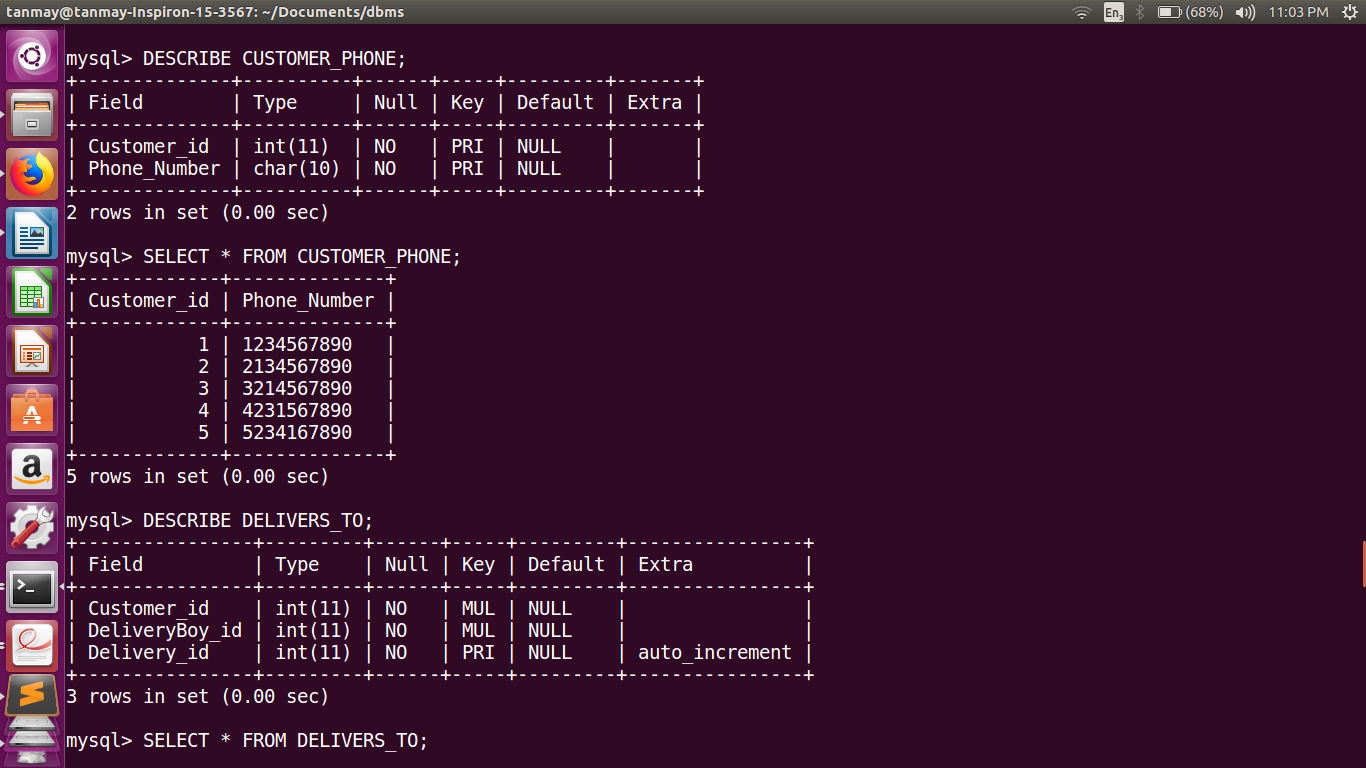 tanmay@tanmay-Inspiron-15-3567: ~/Documents/dbms En3 (68%) 11:03 PM
mysql> DESCRIBE CUSTOMER_PHONE;
+--------------+----------+------+-----+---------+-------+
| Field        | Type     | Null | Key | Default | Extra |
+--------------+----------+------+-----+---------+-------+
| Customer_id  | int(11)  | NO   | PRI | NULL    |       |
| Phone_Number | char(10) | NO   | PRI | NULL    |       |
+--------------+----------+------+-----+---------+-------+
2 rows in set (0.00 sec)
mysql> SELECT * FROM CUSTOMER_PHONE;
+-------------+--------------+
| Customer_id | Phone_Number |
+-------------+--------------+
|           1 | 1234567890   |
|           2 | 2134567890   |
|           3 | 3214567890   |
|           4 | 4231567890   |
|           5 | 5234167890   |
+-------------+--------------+
5 rows in set (0.00 sec)
mysql> DESCRIBE DELIVERS_TO;
+----------------+---------+------+-----+---------+----------------+
| Field          | Type    | Null | Key | Default | Extra          |
+----------------+---------+------+-----+---------+----------------+
| Customer_id    | int(11) | NO   | MUL | NULL    |                |
| DeliveryBoy_id | int(11) | NO   | MUL | NULL    |                |
| Delivery_id    | int(11) | NO   | PRI | NULL    | auto_increment |
+----------------+---------+------+-----+---------+----------------+
3 rows in set (0.00 sec)
mysql> SELECT * FROM DELIVERS_TO;